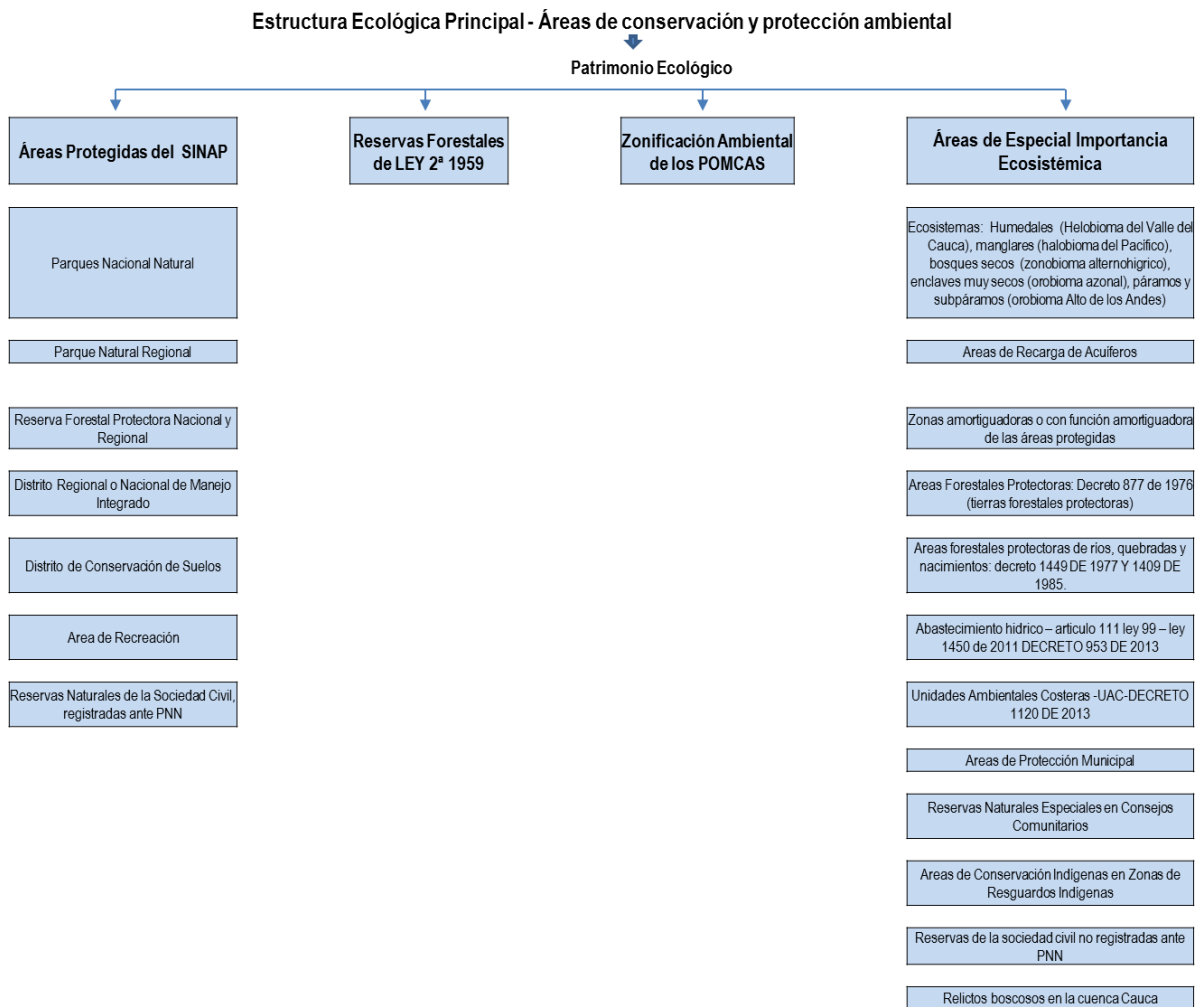 Estructura Ecológica Principal - Áreas de conservación y protección ambiental
Patrimonio Ecológico
Áreas Protegidas del SINAP
Reservas Forestales
de LEY 2ª 1959
Zonificación Ambiental
de los POMCAS
Áreas de Especial Importancia
Ecosistémica
Parques Nacional Natural
Parque Natural Regional
Reserva Forestal Protectora Nacional y
Regional
Distrito Regional o Nacional de Manejo
Integrado
Distrito de Conservación de Suelos
Area de Recreación
Reservas Naturales de la Sociedad Civil,
registradas ante PNN
Ecosistemas: Humedales (Helobioma del Valle del
Cauca), manglares (halobioma del Pacífico),
bosques secos (zonobioma alternohigrico),
enclaves muy secos (orobioma azonal), páramos y
subpáramos (orobioma Alto de los Andes)
Areas de Recarga de Acuíferos
Zonas amortiguadoras o con función amortiguadora
de las áreas protegidas
Areas Forestales Protectoras: Decreto 877 de 1976
(tierras forestales protectoras)
Areas forestales protectoras de ríos, quebradas y
nacimientos: decreto 1449 DE 1977 Y 1409 DE
1985.
Abastecimiento hidrico – articulo 111 ley 99 – ley
1450 de 2011 DECRETO 953 DE 2013
Unidades Ambientales Costeras -UAC-DECRETO
1120 DE 2013
Areas de Protección Municipal
Reservas Naturales Especiales en Consejos
Comunitarios
Areas de Conservación Indígenas en Zonas de
Resguardos Indígenas
Reservas de la sociedad civil no registradas ante
PNN
Relictos boscosos en la cuenca Cauca